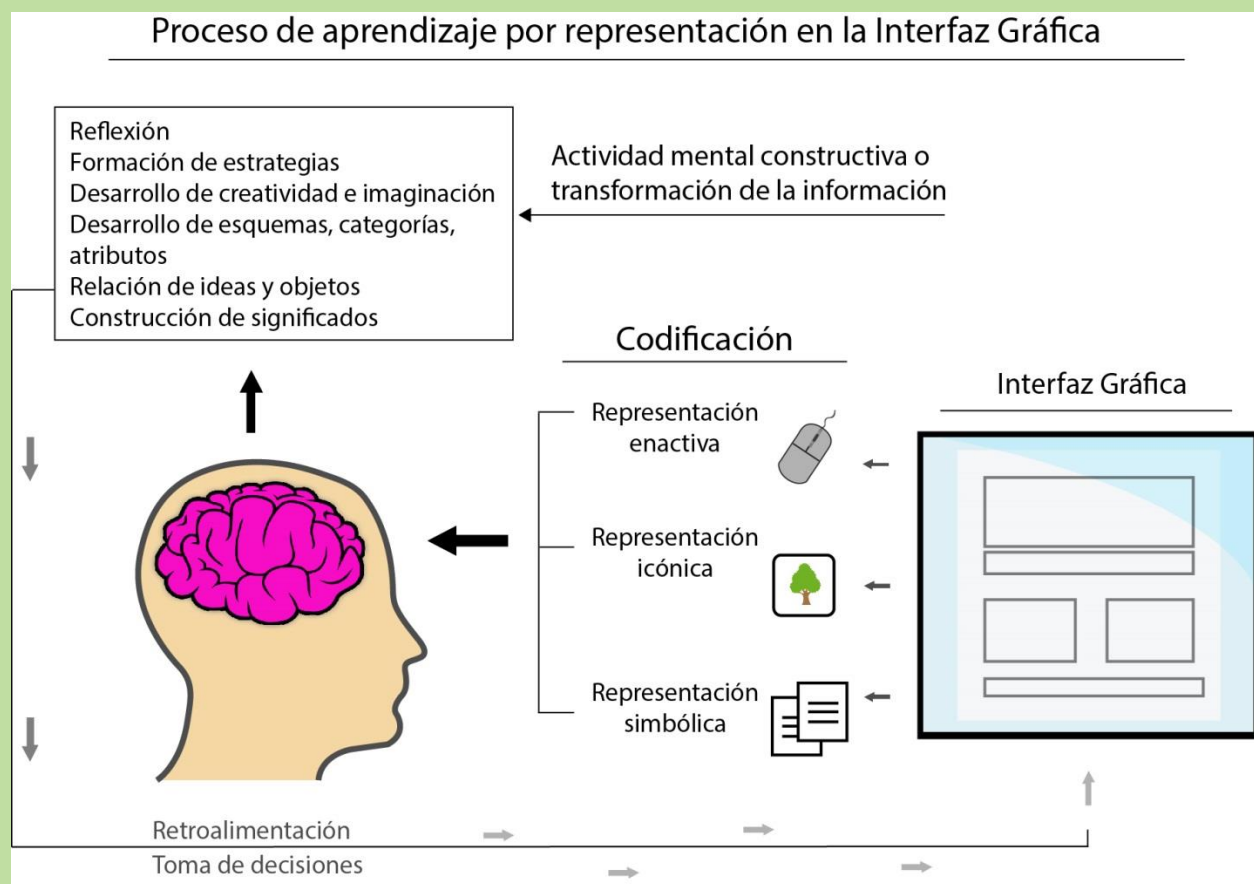 Proceso de aprendizaje por representación en la Interfaz Gráfica
Reflexión
Formación de estrategias
Desarrollo de creatividad e imaginación
Desarrollo de esquemas, categorías,
atributos
Relación de ideas y objetos
Construcción de significados
Actividad mental constructiva o
transformación de la información
Codificación
Representación
enactiva
Representación
icónica
Representación
simbólica
Interfaz Gráfica
Retroalimentación
Toma de decisiones